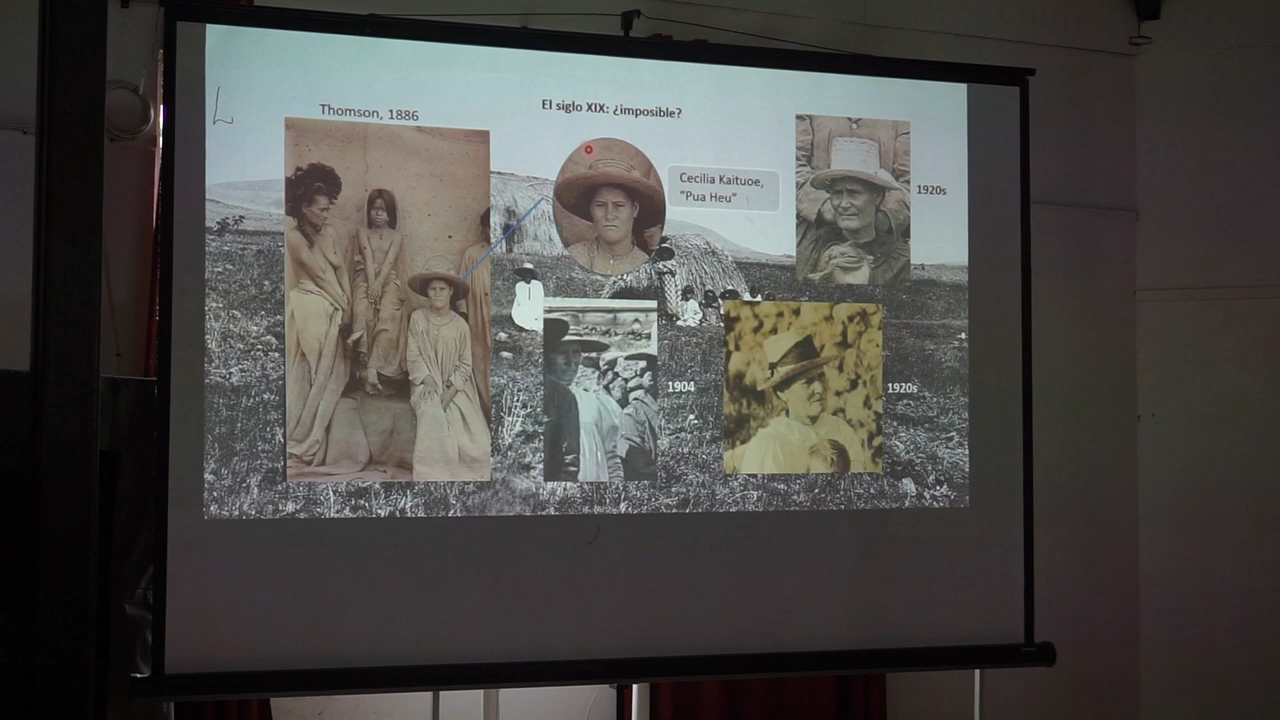 El siglo XIX: ¿imposible?
Thomson, 1886
Cecilia Kaituoe,
“Pua Heu”
1920s
1904
1920s